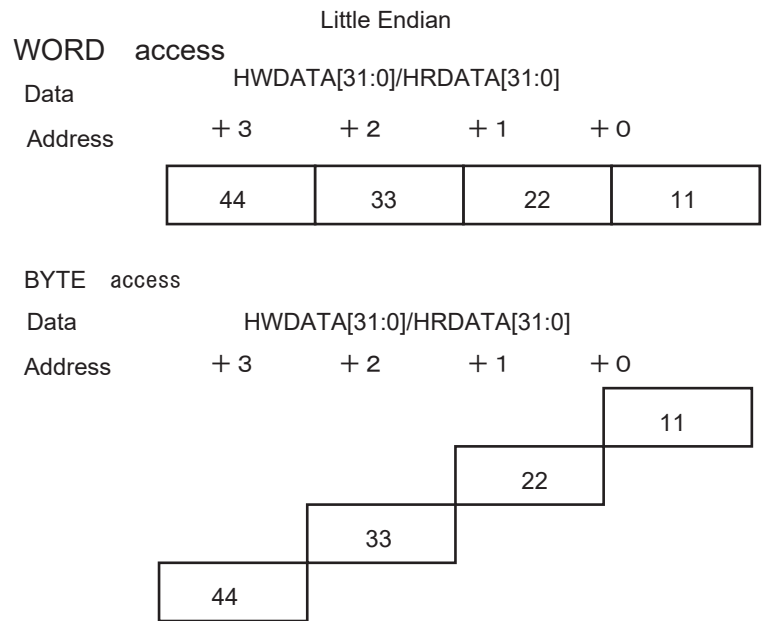 Little Endian
WORD access
Data HWDATA[31:0]/HRDATA[31:0]
Address +3 +2 +1 +0
44 33 22 11
BYTE access
Data HWDATA[31:0]/HRDATA[31:0]
Address +3 +2 +1 +0
11
22
33
44